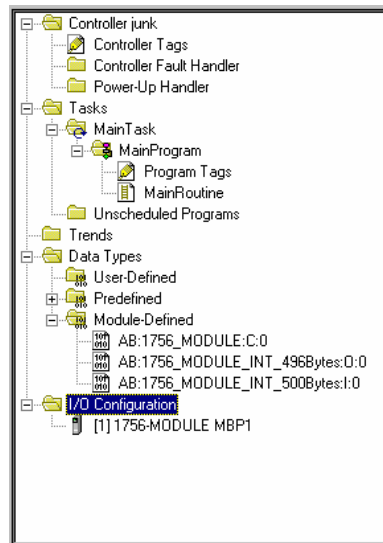 Controller junk
Controller Tags
Controller Fault Handler
Power-Up Handler
Tasks
MainTask
MainProgram
Program Tags
MainRoutine
Unscheduled Programs
Trends
Data Types
User-Defined
Predefined
Module-Defined
AB:1756_MODULE:C:0
AB:1756_MODULE_INT_496Bytes:O:0
AB:1756_MODULE_INT_500Bytes:I:0
I/O Configuration
[1] 1756-MODULE MBP1